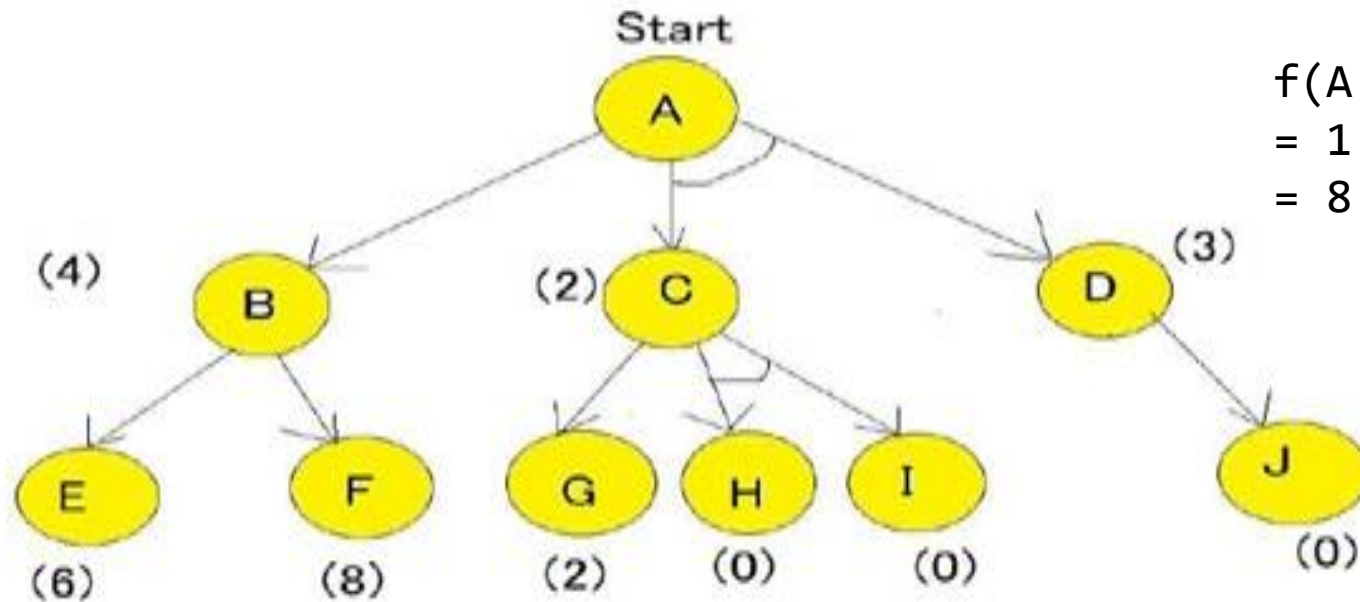 Start
f(A
= 1
= 8
A
(4)
B
(2)
C
D
(3)
E
F
G
H
I
J
(6)
(8)
(2)
(0)
(0)
(0)